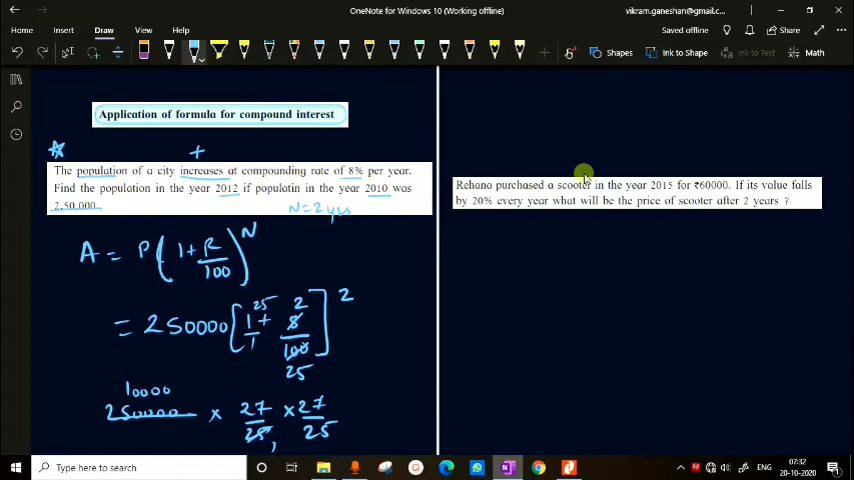 OneNote for Windows 10 (Working offline)
vikram.ganeshan@gmail.c...
Home Insert Draw View Help
Saved offline Share
Shapes Ink to Shape Ink to Text Math
Application of formula for compound interest
+
The population of a city increases at compounding rate of 8% per year.
Find the population in the year 2012 if populatin in the year 2010 was
2,50,000.
N=2 yrs
A = P(1+R/100)^N
= 250000[1/1 + 8/100]^2
25 2
25
10000
250000 × 27/25 × 27/25
Rehana purchased a scooter in the year 2015 for ₹60000. If its value falls
by 20% every year what will be the price of scooter after 2 years ?
Type here to search
ENG
07:32
20-10-2020
1